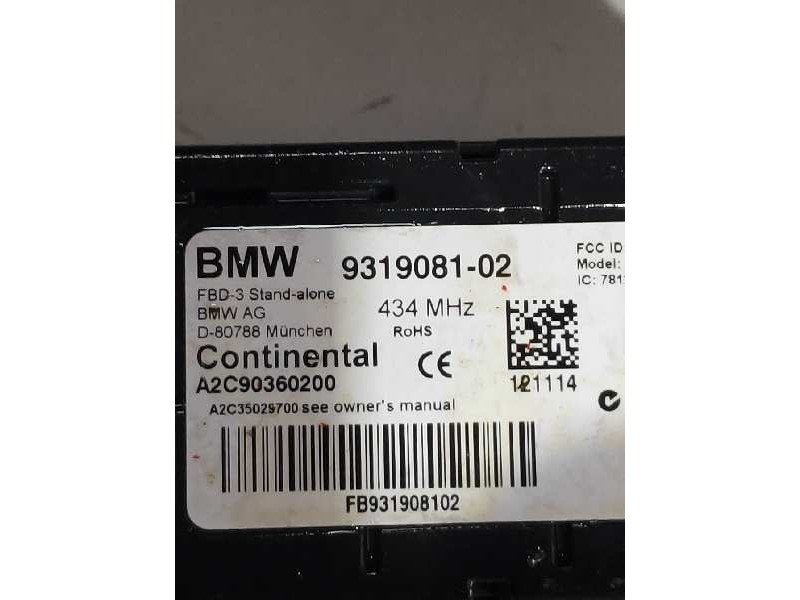 BMW 9319081-02
FCC ID
Model:
IC: 781
FBD-3 Stand-alone
BMW AG
434 MHz
D-80788 München
RoHS
Continental CE
A2C90360200
121114
A2C35029700 see owner's manual
FB931908102